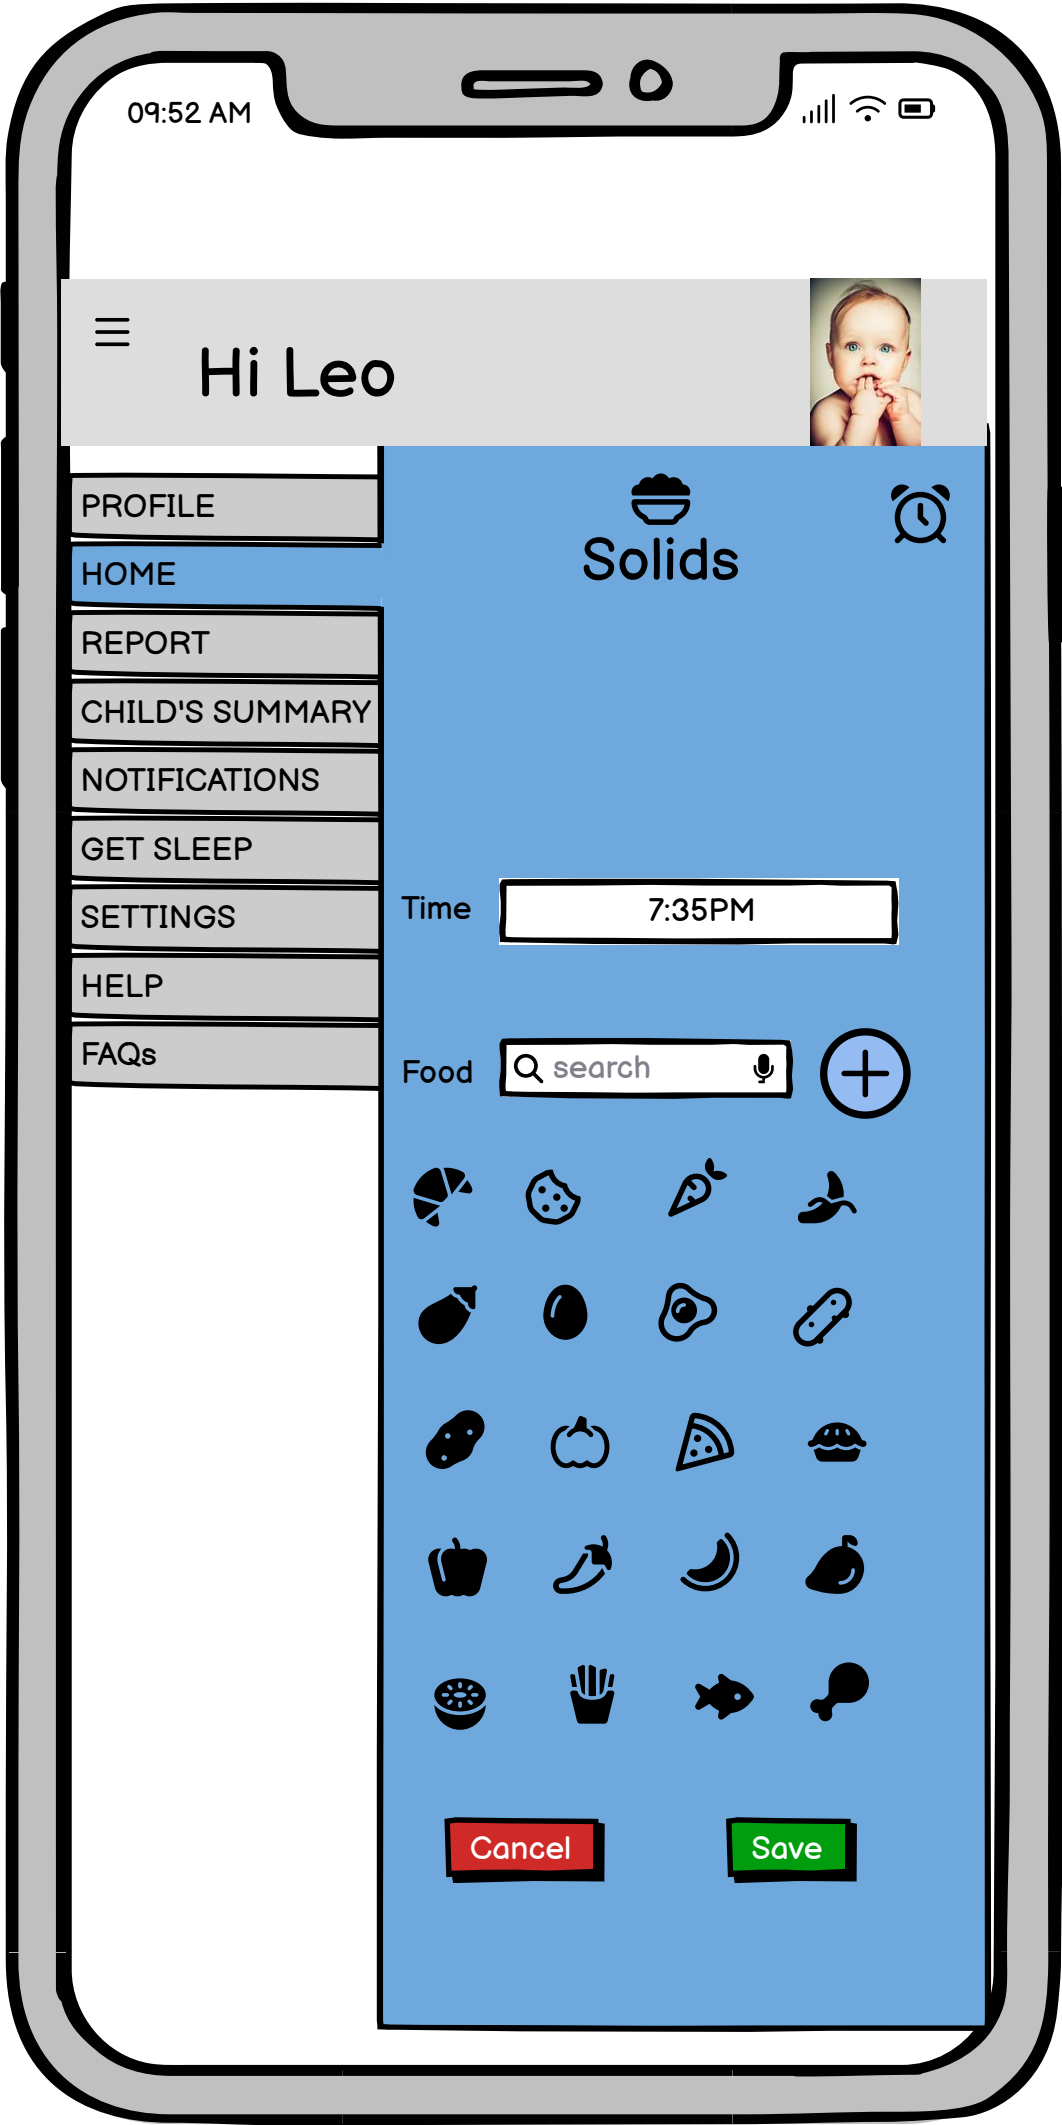 09:52 AM
Hi Leo
PROFILE
HOME
REPORT
CHILD'S SUMMARY
NOTIFICATIONS
GET SLEEP
SETTINGS
HELP
FAQs
Solids
Time
7:35PM
Food
search
Cancel
Save